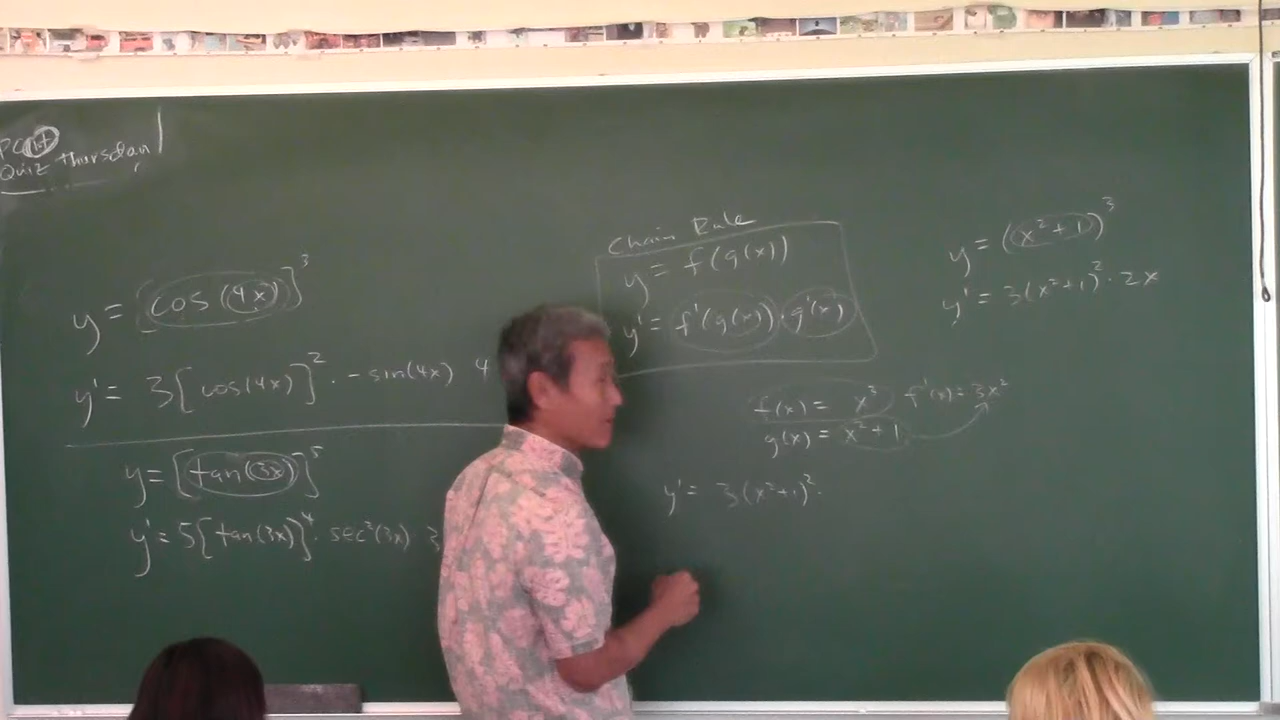 Quiz Thursday
y = [cos(4x)]³
y' = 3[cos(4x)]² · -sin(4x) 4
y = [tan(3x)]⁵
y' = 5[tan(3x)]⁴ · sec²(3x) 3
Chain Rule
y = f(g(x))
y' = f'(g(x)) · g'(x)
f(x) = x³ f'(x) = 3x²
g(x) = x² + 1
y' = 3(x²+1)² ·
y = (x² + 1)³
y' = 3(x²+1)² · 2x